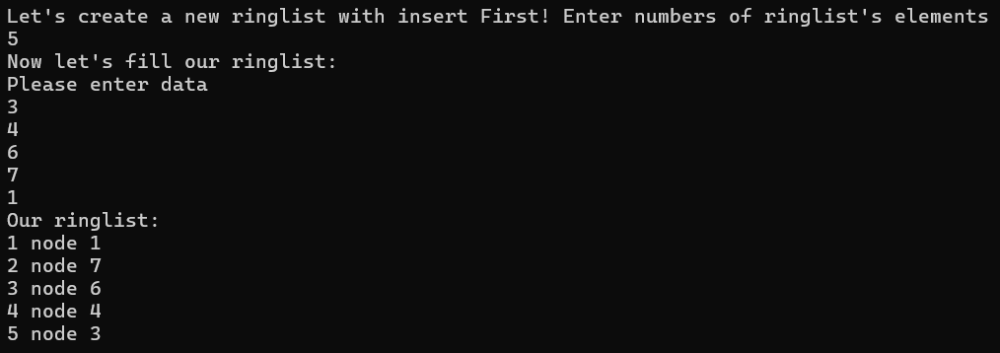 Let's create a new ringlist with insert First! Enter numbers of ringlist's elements
5
Now let's fill our ringlist:
Please enter data
3
4
6
7
1
Our ringlist:
1 node 1
2 node 7
3 node 6
4 node 4
5 node 3